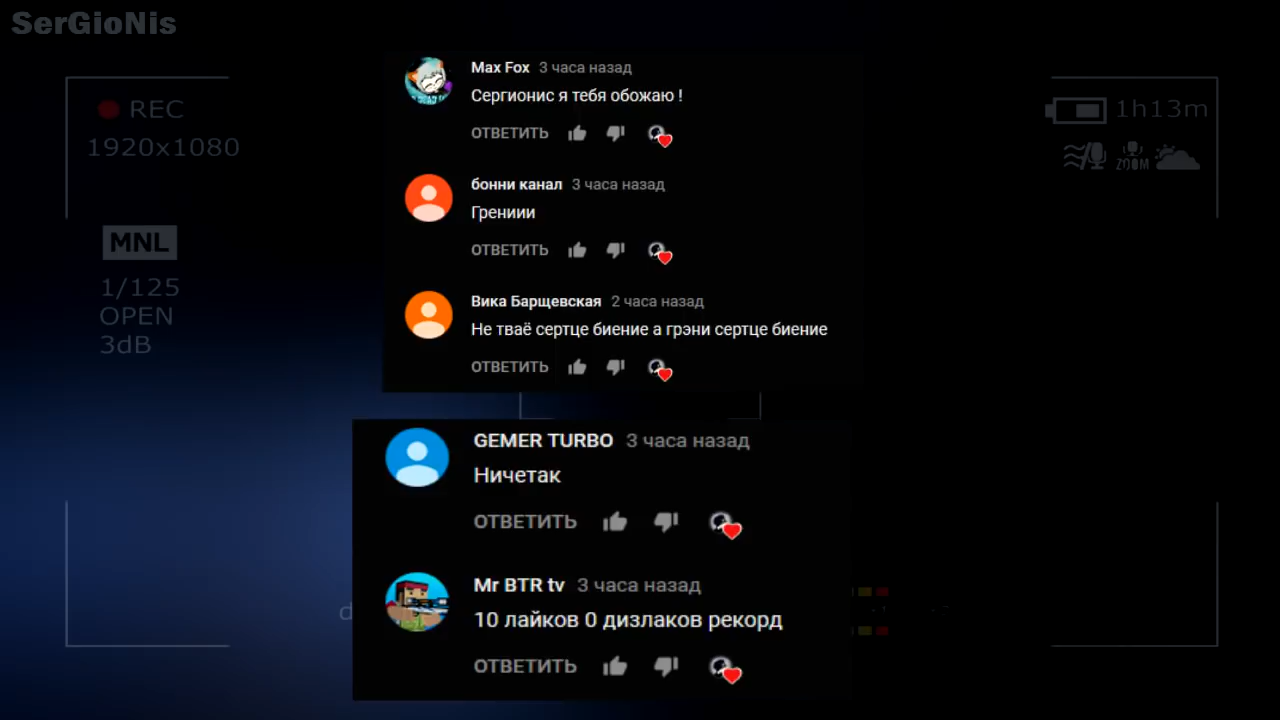 SerGioNis
REC
1920x1080
MNL
1/125
OPEN
3dB
1h13m
ZOOM
Max Fox 3 часа назад
Сергионис я тебя обожаю !
ОТВЕТИТЬ
бонни канал 3 часа назад
Грениии
ОТВЕТИТЬ
Вика Барщевская 2 часа назад
Не тваё сертце биение а грэни сертце биение
ОТВЕТИТЬ
GEMER TURBO 3 часа назад
Ничетак
ОТВЕТИТЬ
Mr BTR tv 3 часа назад
10 лайков 0 дизлаков рекорд
ОТВЕТИТЬ